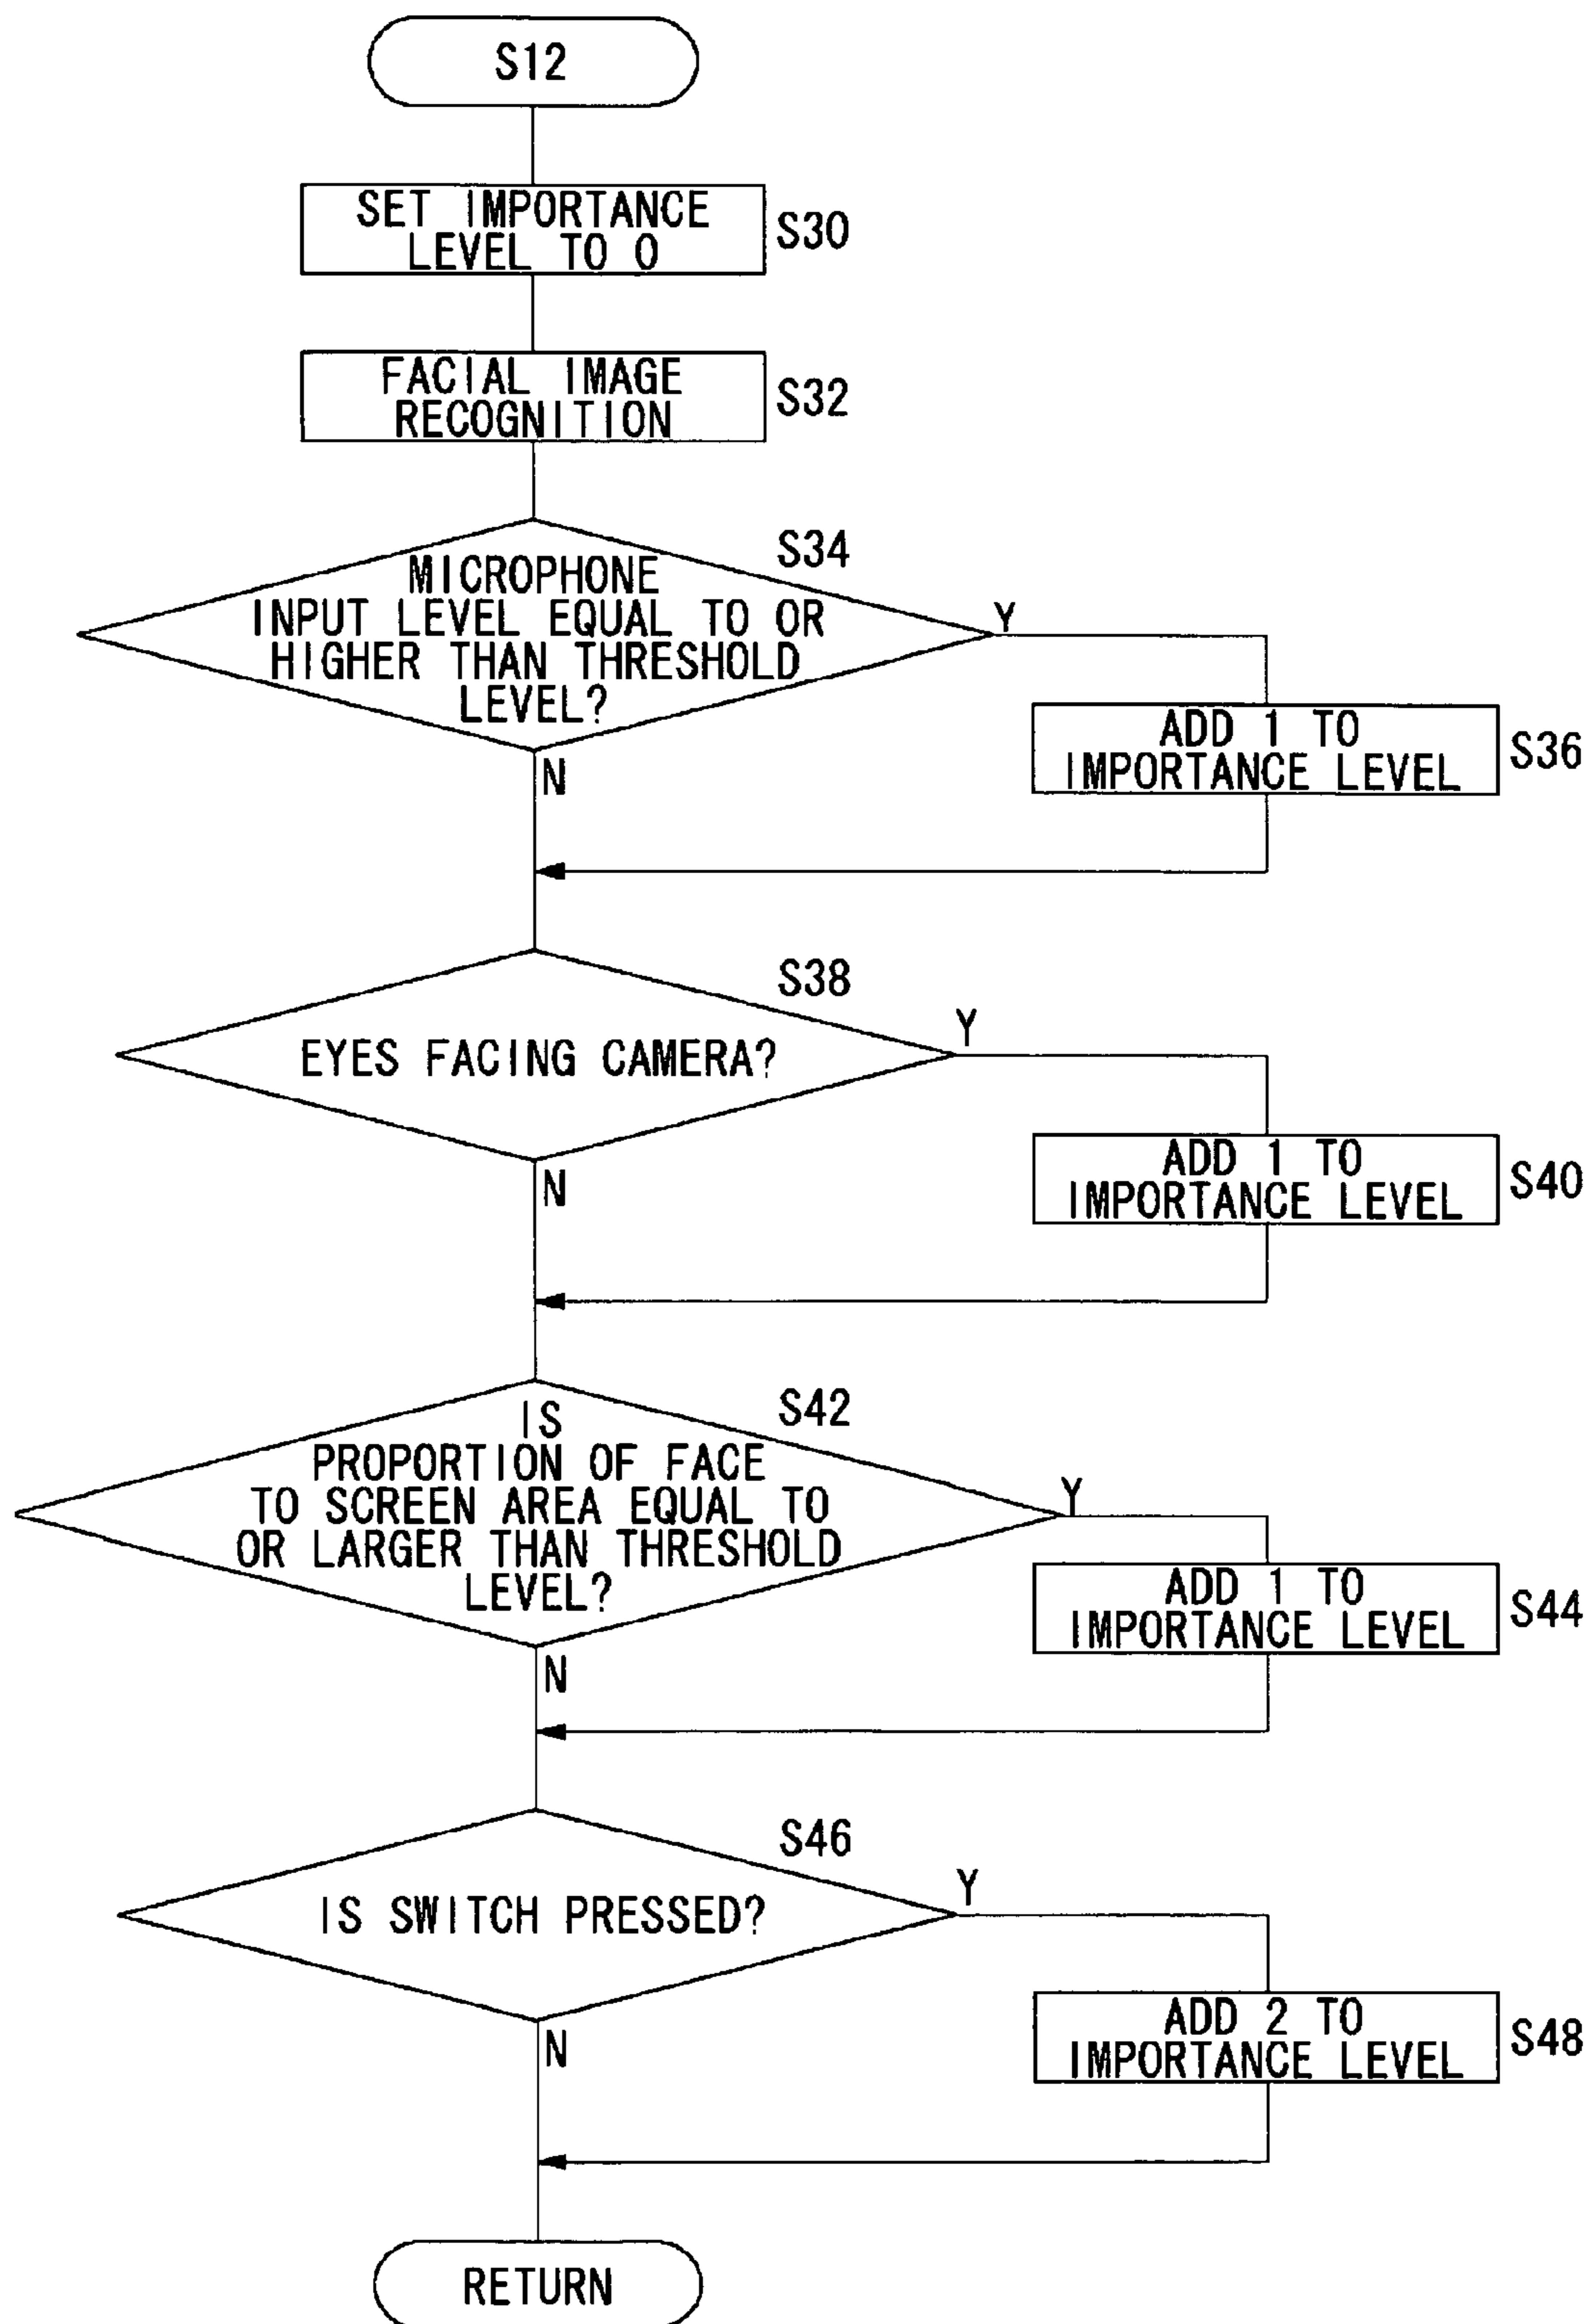 S12
SET IMPORTANCE
LEVEL TO 0
S30
FACIAL IMAGE
RECOGNITION
S32
S34
MICROPHONE
INPUT LEVEL EQUAL TO OR
HIGHER THAN THRESHOLD
LEVEL?
Y
N
ADD 1 TO
IMPORTANCE LEVEL
S36
S38
EYES FACING CAMERA?
Y
N
ADD 1 TO
IMPORTANCE LEVEL
S40
S42
IS
PROPORTION OF FACE
TO SCREEN AREA EQUAL TO
OR LARGER THAN THRESHOLD
LEVEL?
Y
N
ADD 1 TO
IMPORTANCE LEVEL
S44
S46
IS SWITCH PRESSED?
Y
N
ADD 2 TO
IMPORTANCE LEVEL
S48
RETURN